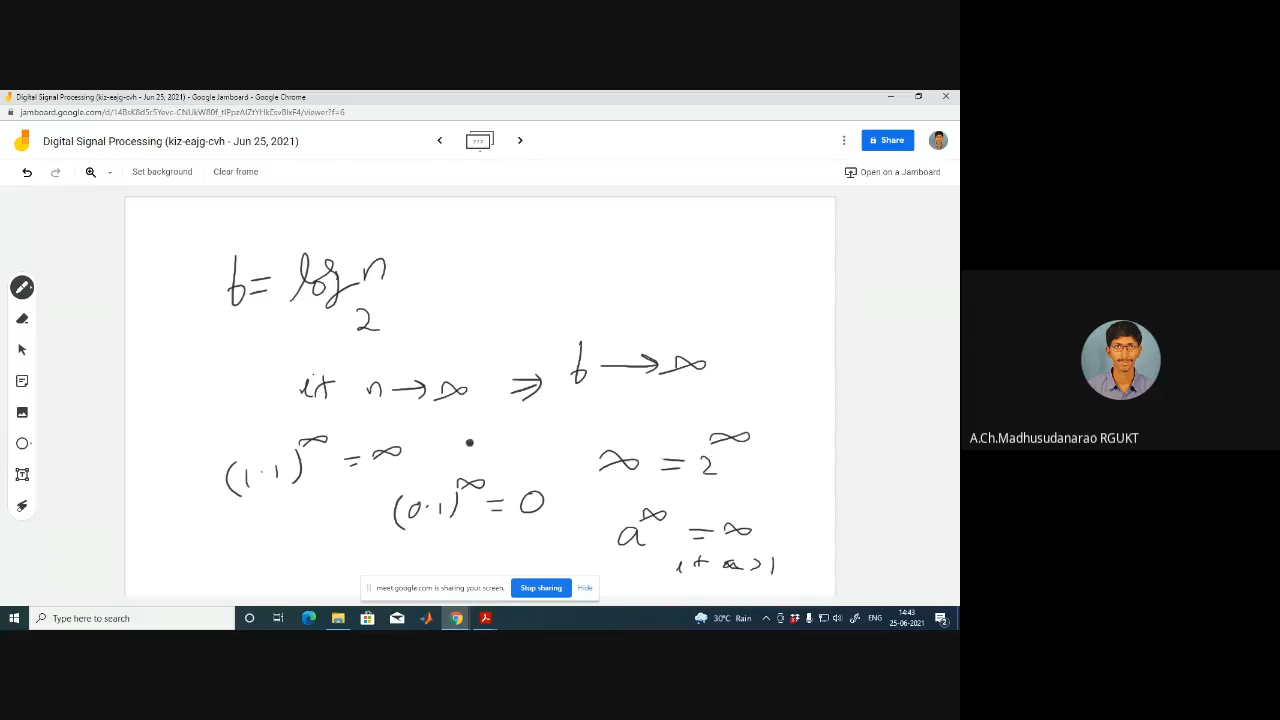 Digital Signal Processing (kiz-eajg-cvh - Jun 25, 2021) - Google Jamboard - Google Chrome
Digital Signal Processing (kiz-eajg-cvh - Jun 25, 2021)
Share
Set background
Clear frame
Open on a Jamboard
b = log₂ n
if n → ∞ ⇒ b → ∞
(1.1)^∞ = ∞
∞ = 2^∞
(0.1)^∞ = 0
a^∞ = ∞
if a > 1
A.Ch.Madhusudanarao RGUKT
meet.google.com is sharing your screen.
Stop sharing
Hide
Type here to search
30°C Rain
ENG
14:43
25-06-2021